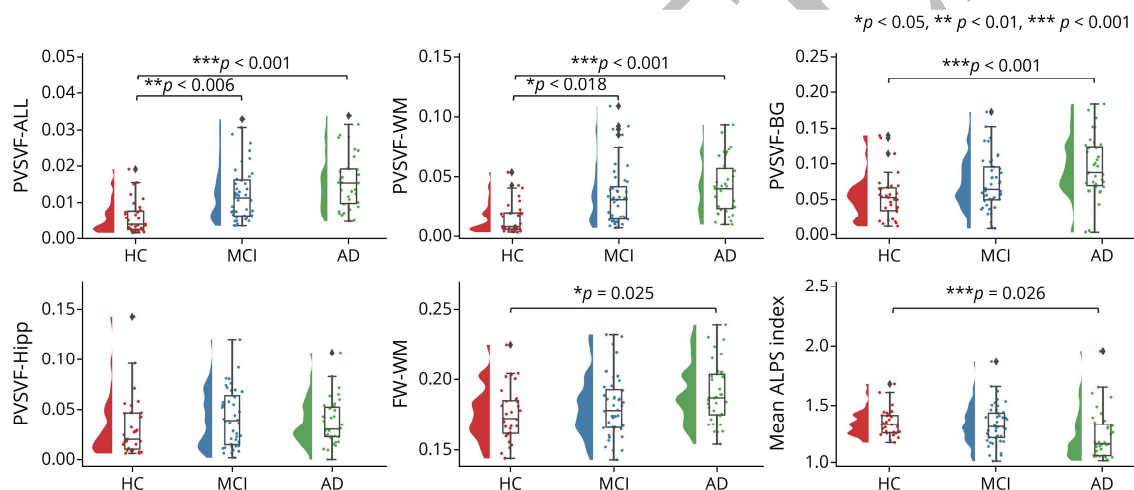 *p < 0.05, ** p < 0.01, *** p < 0.001
PVSVF-ALL
0.05
0.04
0.03
0.02
0.01
0.00
***p < 0.001
**p < 0.006
HC MCI AD
PVSVF-WM
0.15
0.10
0.05
0.00
***p < 0.001
*p < 0.018
HC MCI AD
PVSVF-BG
0.25
0.20
0.15
0.10
0.05
0.00
***p < 0.001
HC MCI AD
PVSVF-Hipp
0.15
0.10
0.05
0.00
HC MCI AD
FW-WM
0.25
0.20
0.15
*p = 0.025
HC MCI AD
Mean ALPS index
2.5
2.0
1.5
1.0
***p = 0.026
HC MCI AD